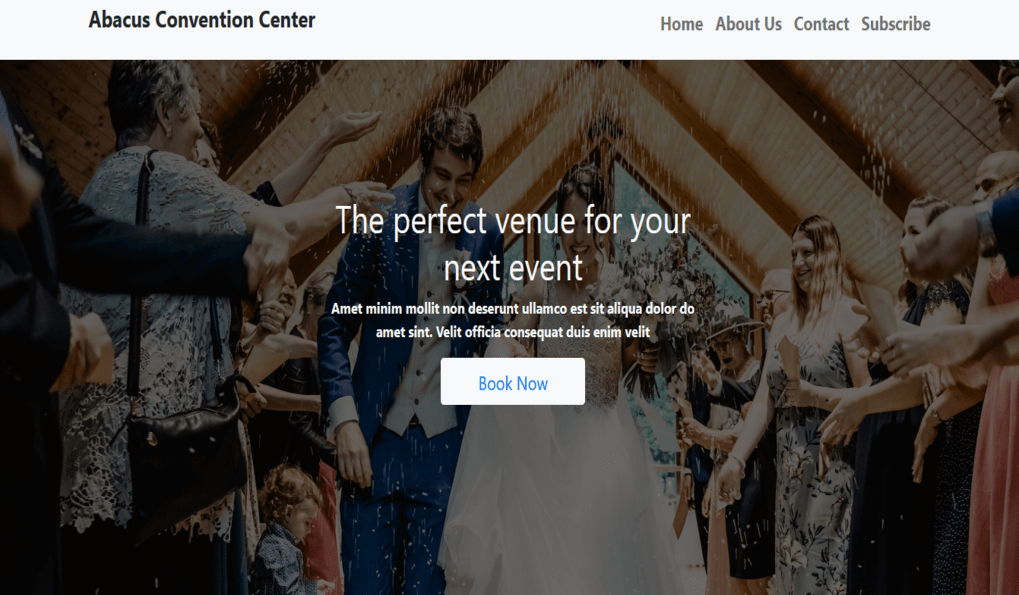 Abacus Convention Center
Home About Us Contact Subscribe
The perfect venue for your
next event
Amet minim mollit non deserunt ullamco est sit aliqua dolor do
amet sint. Velit officia consequat duis enim velit
Book Now